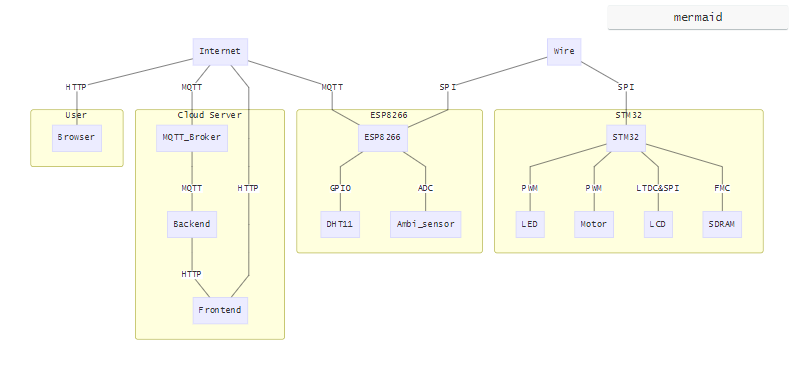 mermaid
Internet
Wire
HTTP
MQTT
MQTT
SPI
SPI
User
Cloud Server
ESP8266
STM32
Browser
MQTT_Broker
ESP8266
STM32
MQTT
HTTP
GPIO
ADC
PWM
PWM
LTDC&SPI
FMC
Backend
DHT11
Ambi_sensor
LED
Motor
LCD
SDRAM
HTTP
Frontend